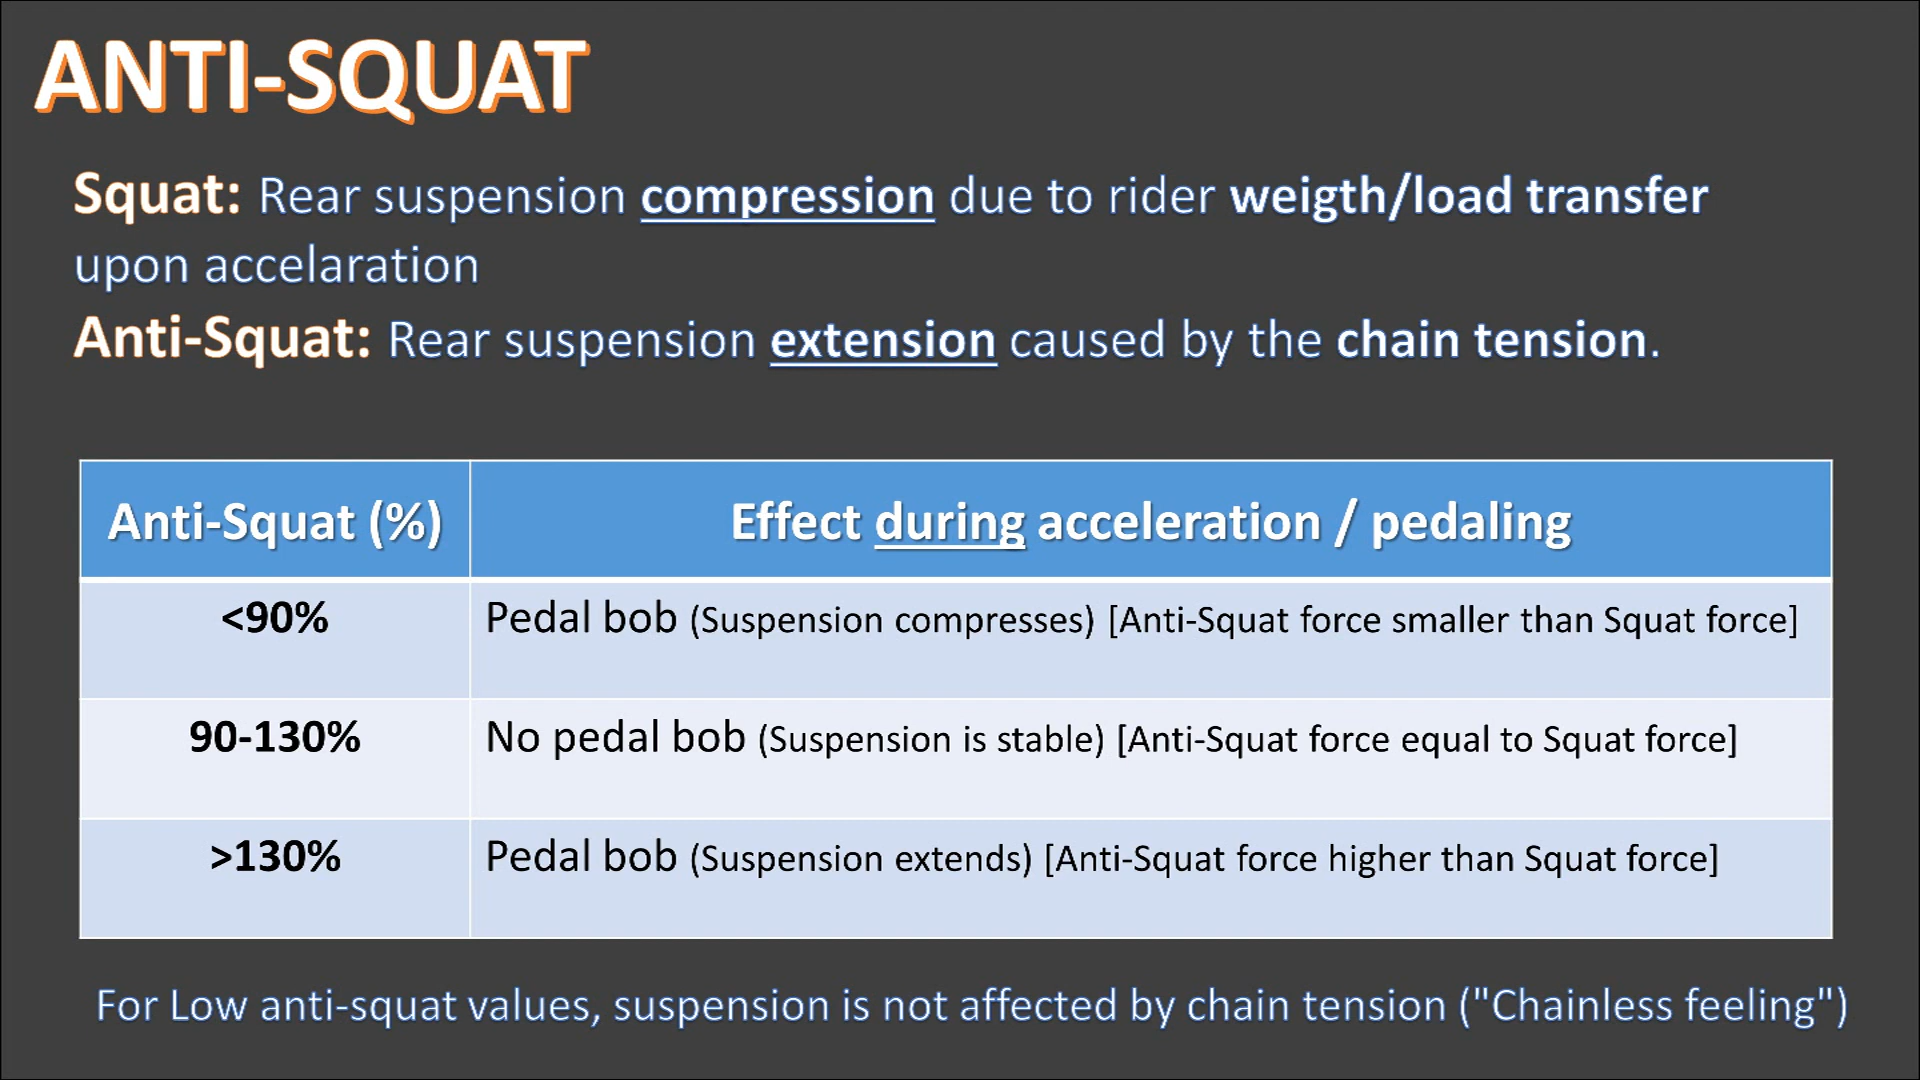 ANTI-SQUAT
Squat: Rear suspension compression due to rider weigth/load transfer
upon accelaration
Anti-Squat: Rear suspension extension caused by the chain tension.
Anti-Squat (%) Effect during acceleration / pedaling
<90% Pedal bob (Suspension compresses) [Anti-Squat force smaller than Squat force]
90-130% No pedal bob (Suspension is stable) [Anti-Squat force equal to Squat force]
>130% Pedal bob (Suspension extends) [Anti-Squat force higher than Squat force]
For Low anti-squat values, suspension is not affected by chain tension ("Chainless feeling")